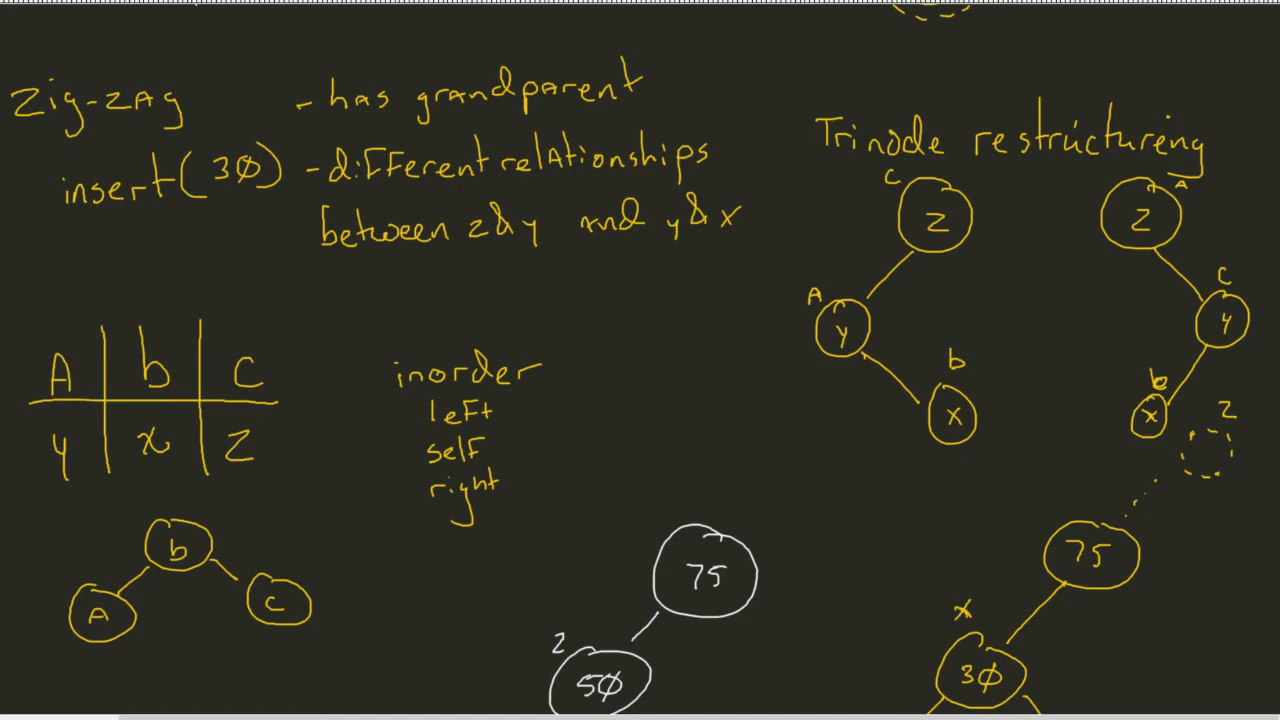 Zig-zag
- has grandparent
insert(30)
- different relationships
between z & y and y & x
Trinode restructureing
C
Z
A
y
b
x
A
Z
C
y
b
x
A b C
y x z
inorder
left
self
right
b
A
C
75
z
50
z
75
x
30